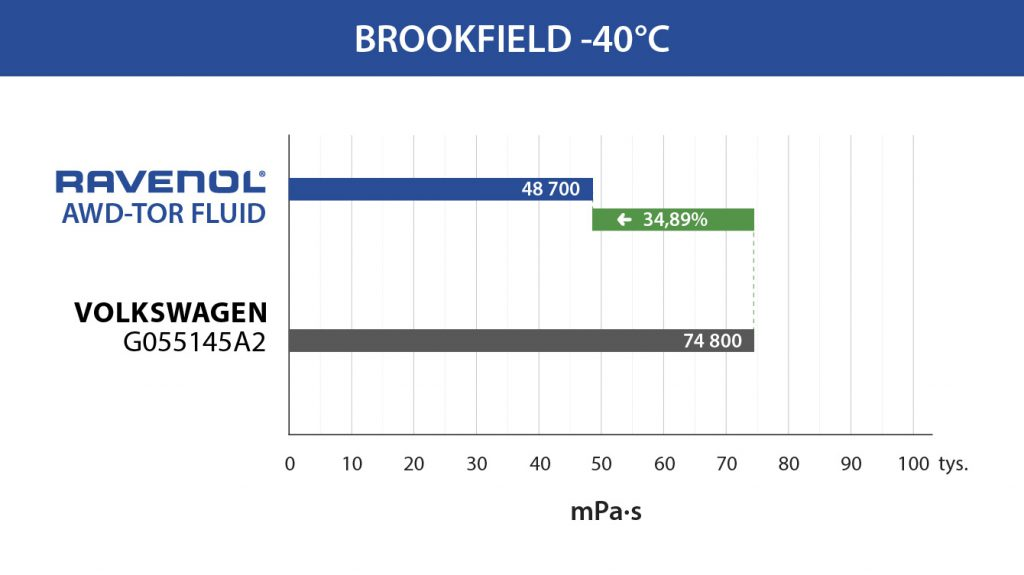 BROOKFIELD -40°C
RAVENOL®
AWD-TOR FLUID
48 700
← 34,89%
VOLKSWAGEN
G055145A2
74 800
0 10 20 30 40 50 60 70 80 90 100 tys.
mPa·s